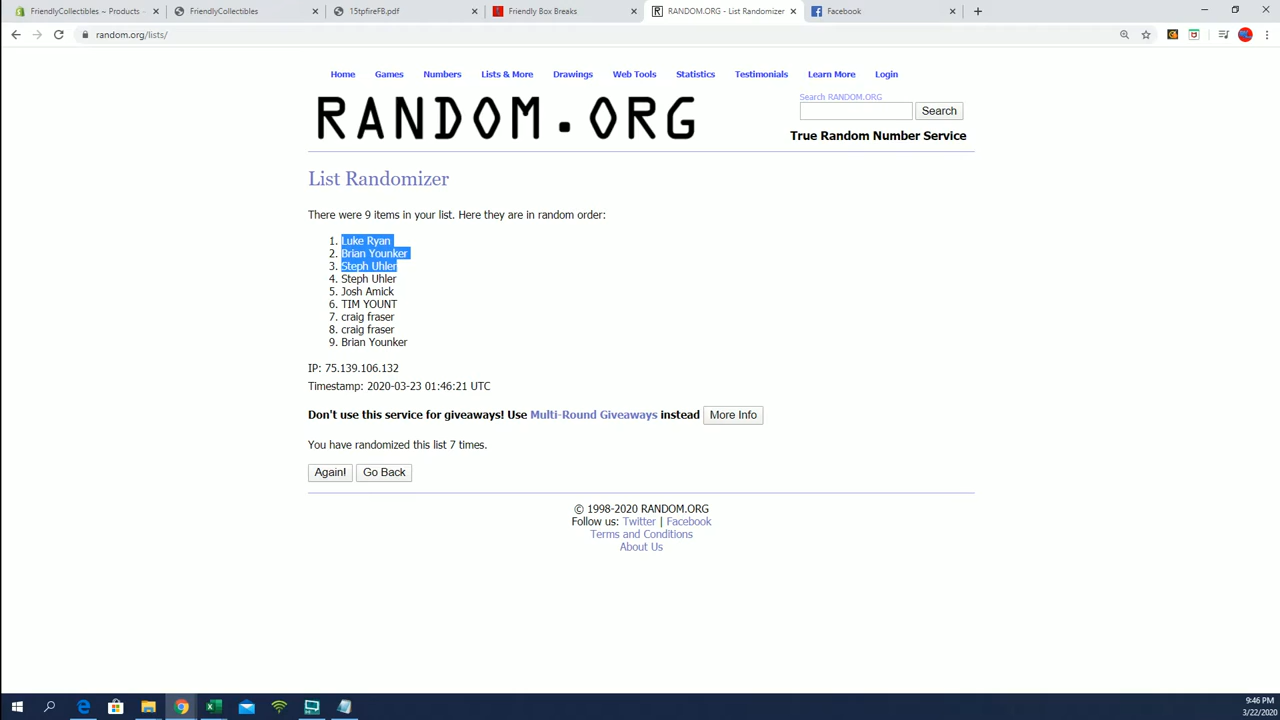 FriendlyCollectibles ~ Products -
FriendlyCollectibles
15tpfireFB.pdf
Friendly Box Breaks
RANDOM.ORG - List Randomizer
Facebook
random.org/lists/
Home Games Numbers Lists & More Drawings Web Tools Statistics Testimonials Learn More Login
RANDOM.ORG
Search RANDOM.ORG
Search
True Random Number Service
List Randomizer
There were 9 items in your list. Here they are in random order:
1. Luke Ryan
2. Brian Younker
3. Steph Uhler
4. Steph Uhler
5. Josh Amick
6. TIM YOUNT
7. craig fraser
8. craig fraser
9. Brian Younker
IP: 75.139.106.132
Timestamp: 2020-03-23 01:46:21 UTC
Don't use this service for giveaways! Use Multi-Round Giveaways instead More Info
You have randomized this list 7 times.
Again! Go Back
© 1998-2020 RANDOM.ORG
Follow us: Twitter | Facebook
Terms and Conditions
About Us
9:46 PM
3/22/2020